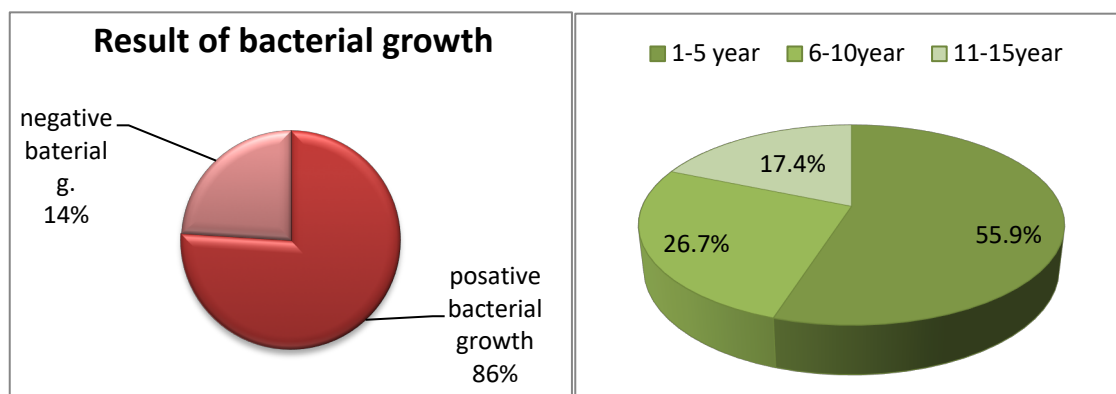 Result of bacterial growth
negative
baterial
g.
14%
posative
bacterial
growth
86%
1-5 year
6-10year
11-15year
17.4%
26.7%
55.9%